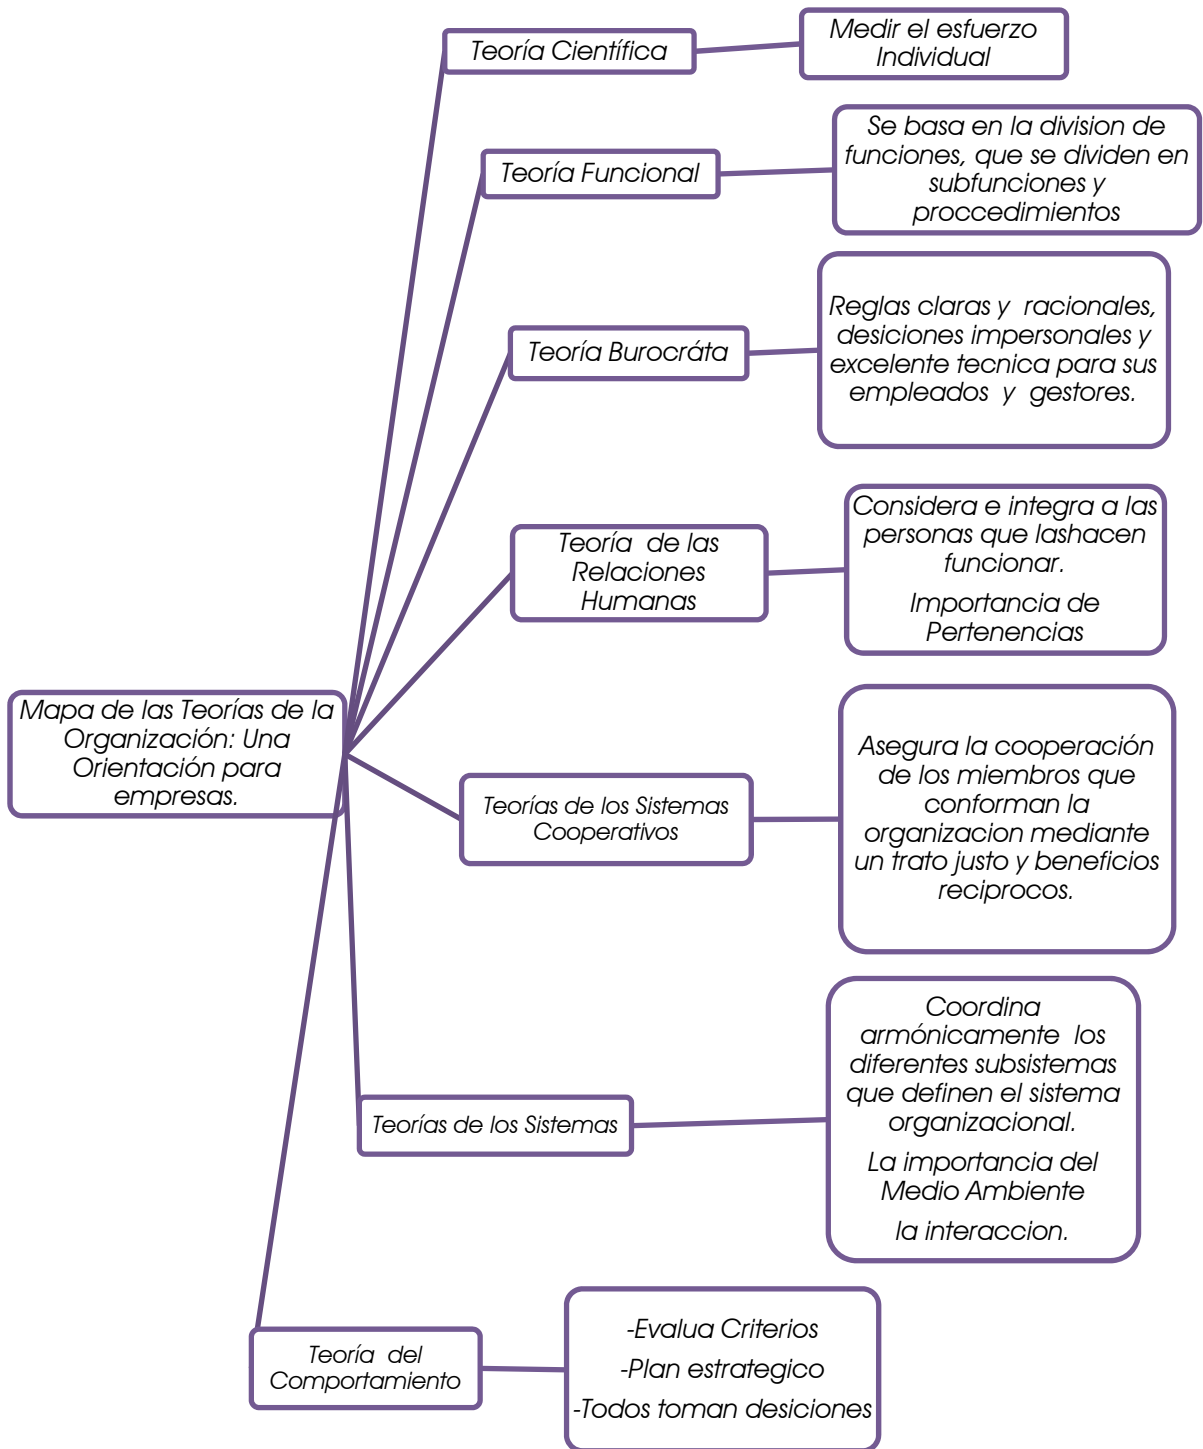 Teoría Científica
Medir el esfuerzo
Individual
Teoría Funcional
Se basa en la division de
funciones, que se dividen en
subfunciones y
proccedimientos
Teoría Burocráta
Reglas claras y racionales,
desiciones impersonales y
excelente tecnica para sus
empleados y gestores.
Teoría de las
Relaciones
Humanas
Considera e integra a las
personas que lashacen
funcionar.
Importancia de
Pertenencias
Mapa de las Teorías de la
Organización: Una
Orientación para
empresas.
Teorías de los Sistemas
Cooperativos
Asegura la cooperación
de los miembros que
conforman la
organizacion mediante
un trato justo y beneficios
reciprocos.
Teorías de los Sistemas
Coordina
armónicamente los
diferentes subsistemas
que definen el sistema
organizacional.
La importancia del
Medio Ambiente
la interaccion.
Teoría del
Comportamiento
-Evalua Criterios
-Plan estrategico
-Todos toman desiciones